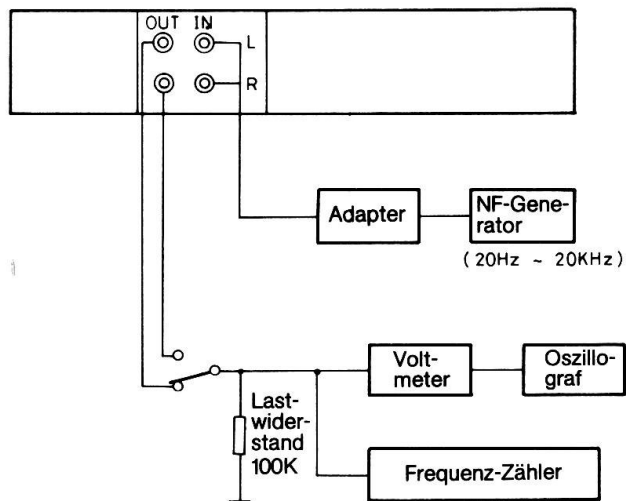 OUT IN
L
R
Adapter
NF-Gene-
rator
(20Hz ~ 20KHz)
Volt-
meter
Oszillo-
graf
Last-
wider-
stand
100K
Frequenz-Zähler